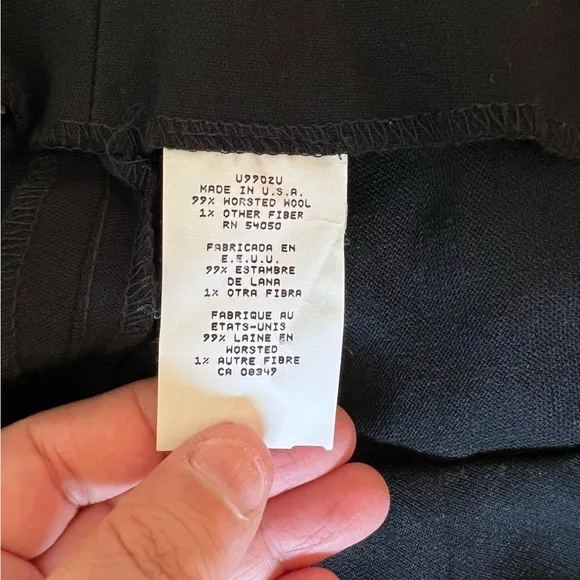 U9902U
MADE IN U.S.A.
99% WORSTED WOOL
1% OTHER FIBER
RN 54050
FABRICADA EN
E.E.U.U.
99% ESTAMBRE
DE LANA
1% OTRA FIBRA
FABRIQUE AU
ETATS-UNIS
99% LAINE EN
WORSTED
1% AUTRE FIBRE
CA 08349